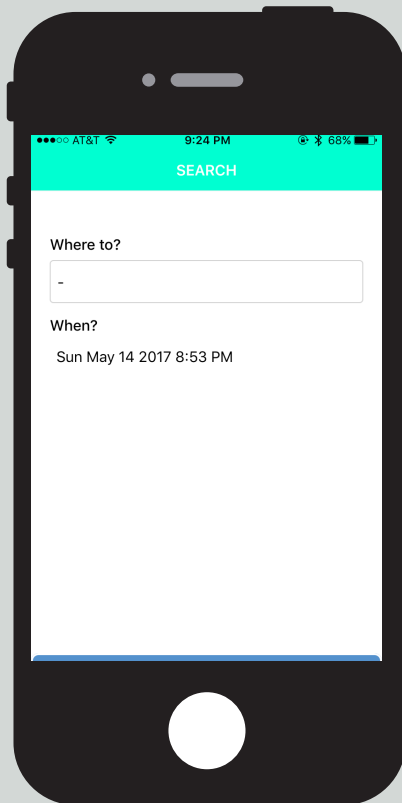 ●●●○○ AT&T 9:24 PM 68%
SEARCH
Where to?
-
When?
Sun May 14 2017 8:53 PM